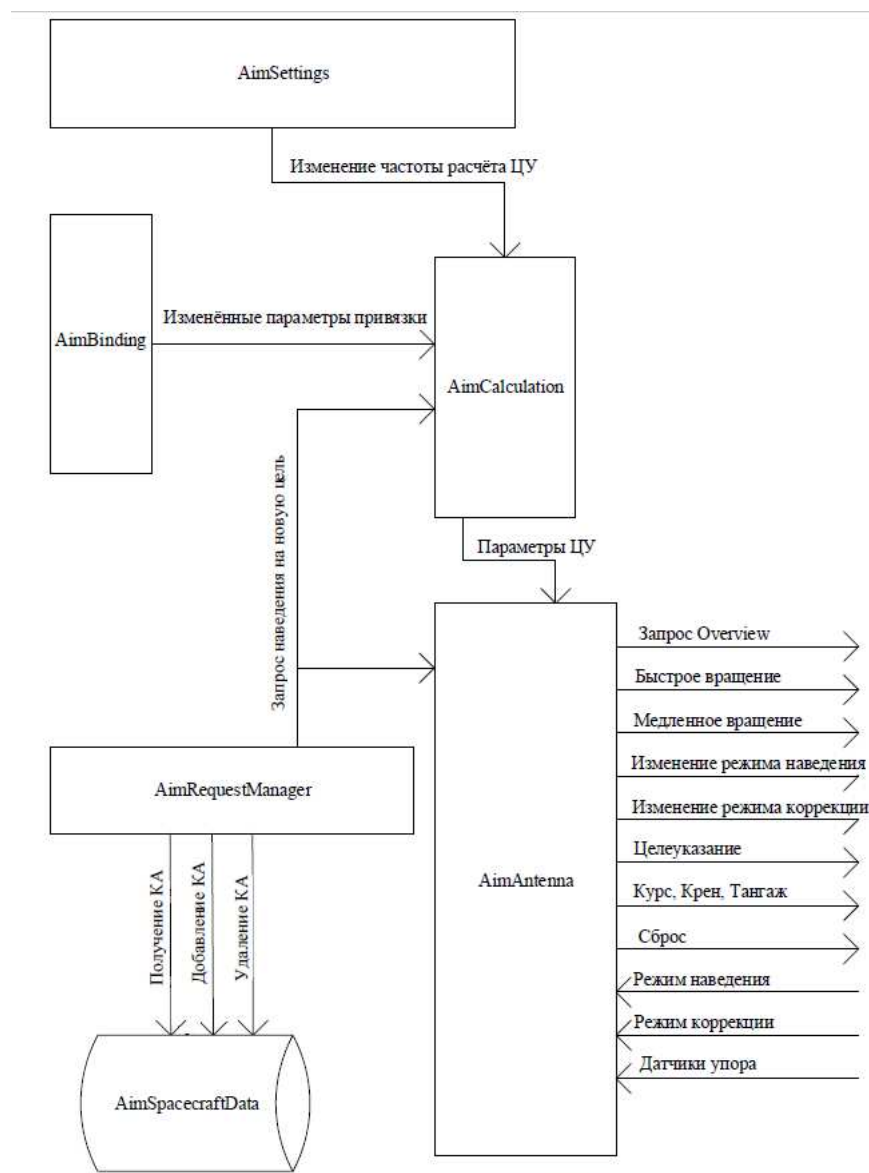 AimSettings
Изменение частоты расчёта ЦУ
AimBinding
Изменённые параметры привязки
AimCalculation
Запрос наведения на новую цель
Параметры ЦУ
AimRequestManager
AimAntenna
Запрос Overview
Быстрое вращение
Медленное вращение
Изменение режима наведения
Изменение режима коррекции
Целеуказание
Курс, Крен, Тангаж
Сброс
Режим наведения
Режим коррекции
Датчики упора
Получение КА
Добавление КА
Удаление КА
AimSpacecraftData